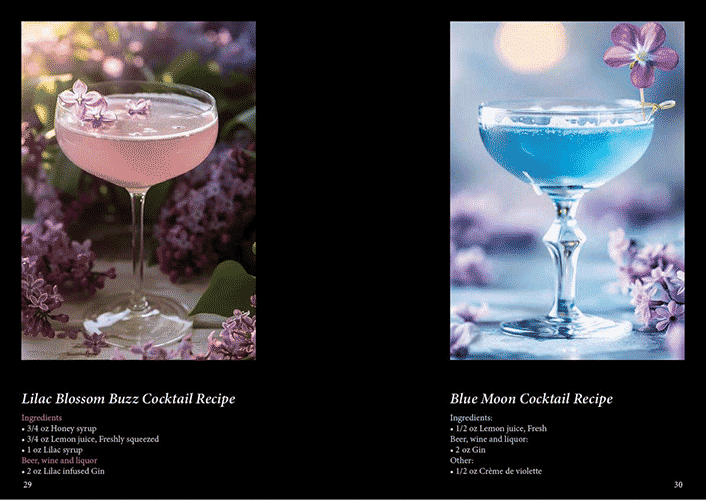 Lilac Blossom Buzz Cocktail Recipe
Ingredients
• 3/4 oz Honey syrup
• 3/4 oz Lemon juice, Freshly squeezed
• 1 oz Lilac syrup
Beer, wine and liquor
• 2 oz Lilac infused Gin
29
Blue Moon Cocktail Recipe
Ingredients:
• 1/2 oz Lemon juice, Fresh
Beer, wine and liquor:
• 2 oz Gin
Other:
• 1/2 oz Crème de violette
30